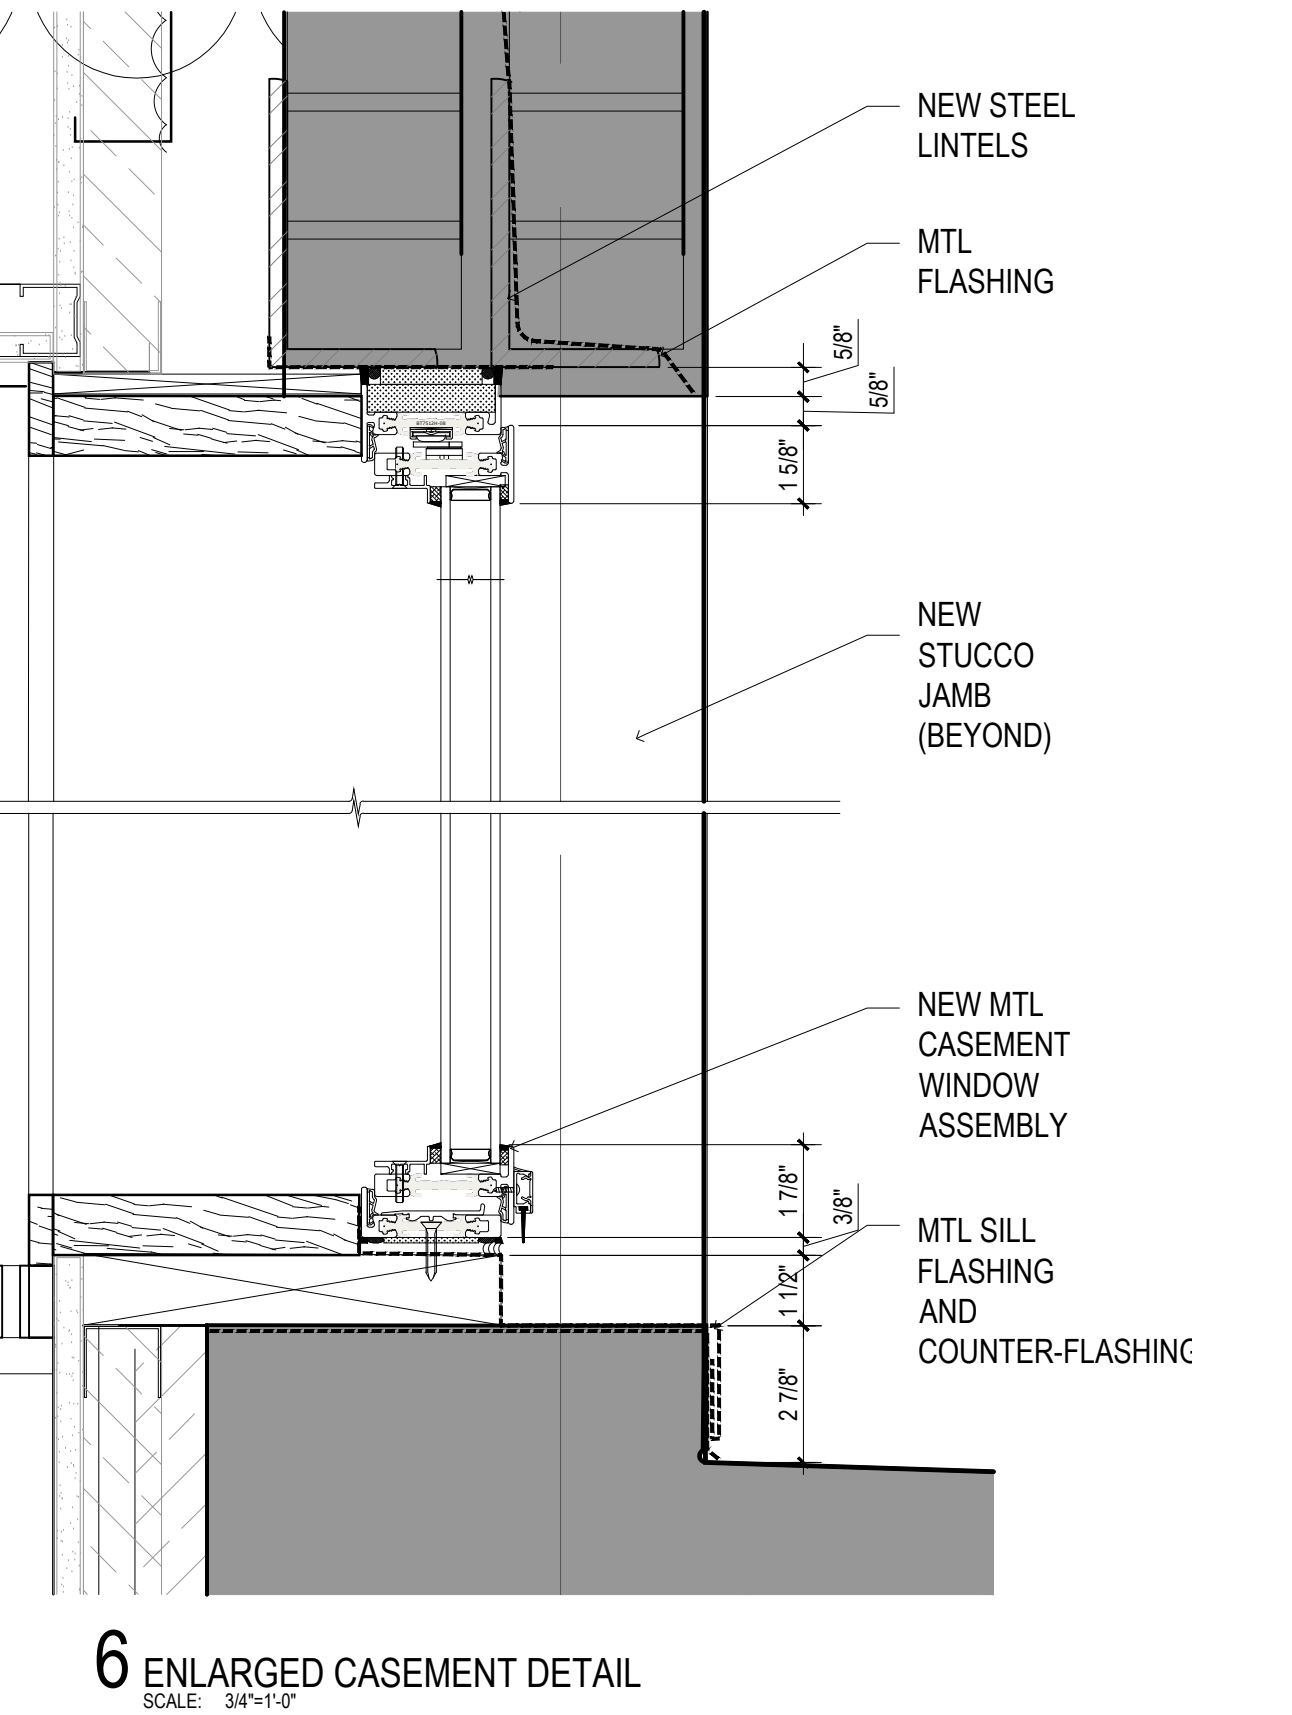 NEW STEEL
LINTELS
MTL
FLASHING
5/8"
5/8"
BT7512H-08
1 5/8"
NEW
STUCCO
JAMB
(BEYOND)
NEW MTL
CASEMENT
WINDOW
ASSEMBLY
1 7/8"
3/8"
MTL SILL
FLASHING
AND
COUNTER-FLASHING
1 1/2"
2 7/8"
6 ENLARGED CASEMENT DETAIL
SCALE: 3/4"=1'-0"